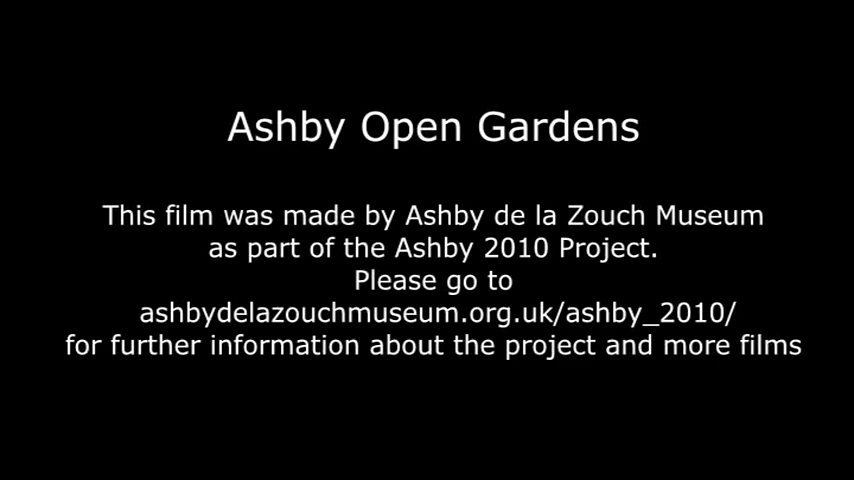 Ashby Open Gardens
This film was made by Ashby de la Zouch Museum
as part of the Ashby 2010 Project.
Please go to
ashbydelazouchmuseum.org.uk/ashby_2010/
for further information about the project and more films